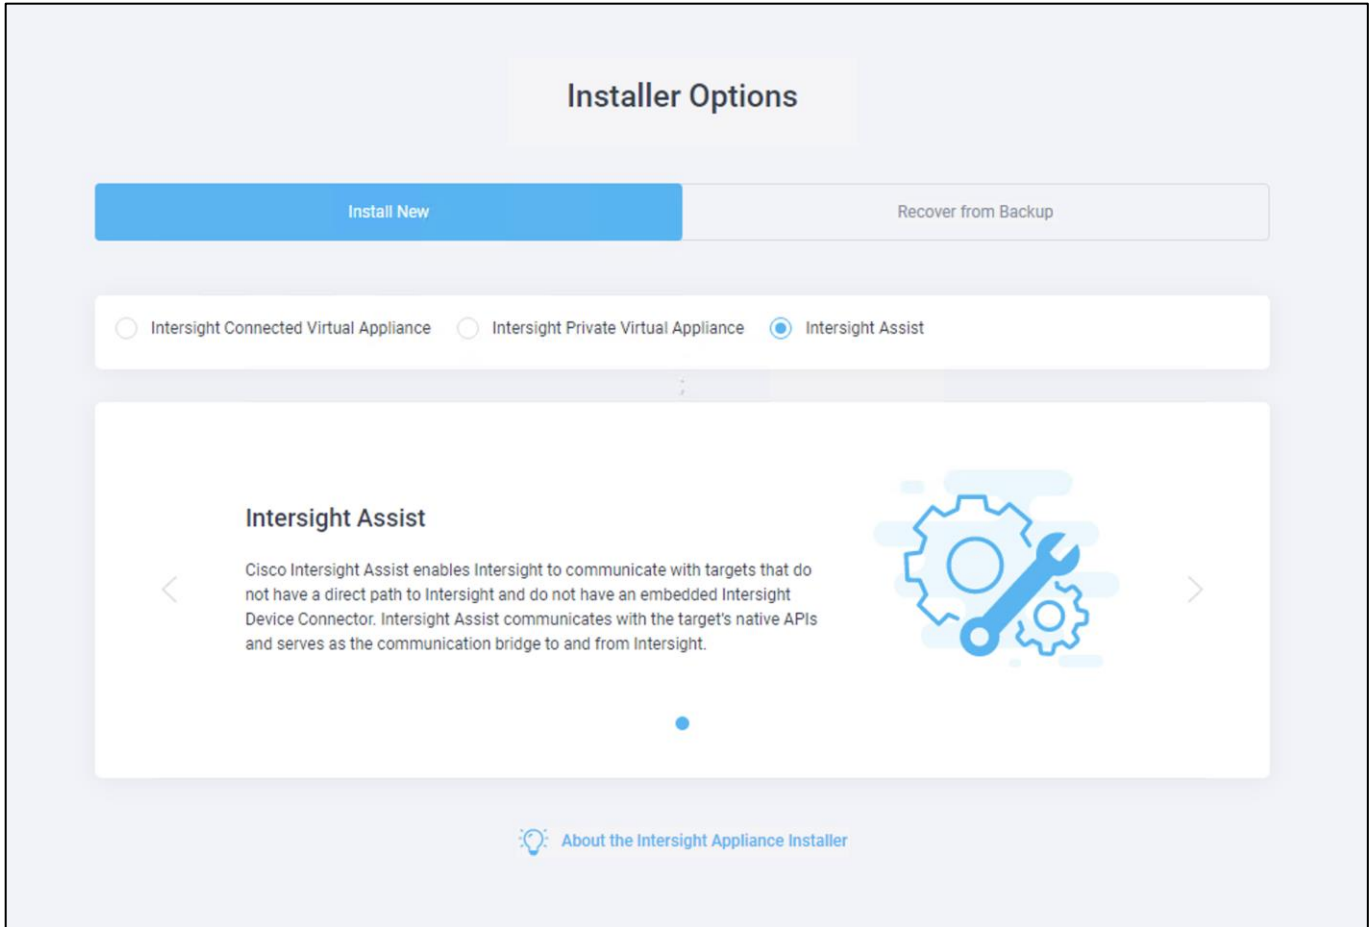 Installer Options
Install New
Recover from Backup
Intersight Connected Virtual Appliance
Intersight Private Virtual Appliance
Intersight Assist
Intersight Assist
Cisco Intersight Assist enables Intersight to communicate with targets that do
not have a direct path to Intersight and do not have an embedded Intersight
Device Connector. Intersight Assist communicates with the target's native APIs
and serves as the communication bridge to and from Intersight.
About the Intersight Appliance Installer